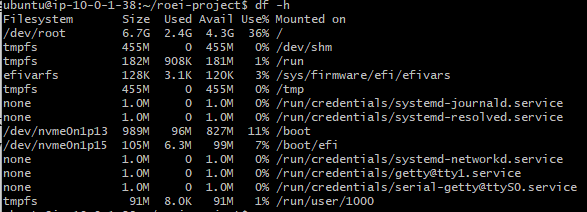 ubuntu@ip-10-0-1-38:~/roei-project$ df -h
Filesystem Size Used Avail Use% Mounted on
/dev/root 6.7G 2.4G 4.3G 36% /
tmpfs 455M 0 455M 0% /dev/shm
tmpfs 182M 908K 181M 1% /run
efivarfs 128K 3.1K 120K 3% /sys/firmware/efi/efivars
tmpfs 455M 0 455M 0% /tmp
none 1.0M 0 1.0M 0% /run/credentials/systemd-journald.service
none 1.0M 0 1.0M 0% /run/credentials/systemd-resolved.service
/dev/nvme0n1p13 989M 96M 827M 11% /boot
/dev/nvme0n1p15 105M 6.3M 99M 7% /boot/efi
none 1.0M 0 1.0M 0% /run/credentials/systemd-networkd.service
none 1.0M 0 1.0M 0% /run/credentials/getty@tty1.service
none 1.0M 0 1.0M 0% /run/credentials/serial-getty@ttyS0.service
tmpfs 91M 8.0K 91M 1% /run/user/1000